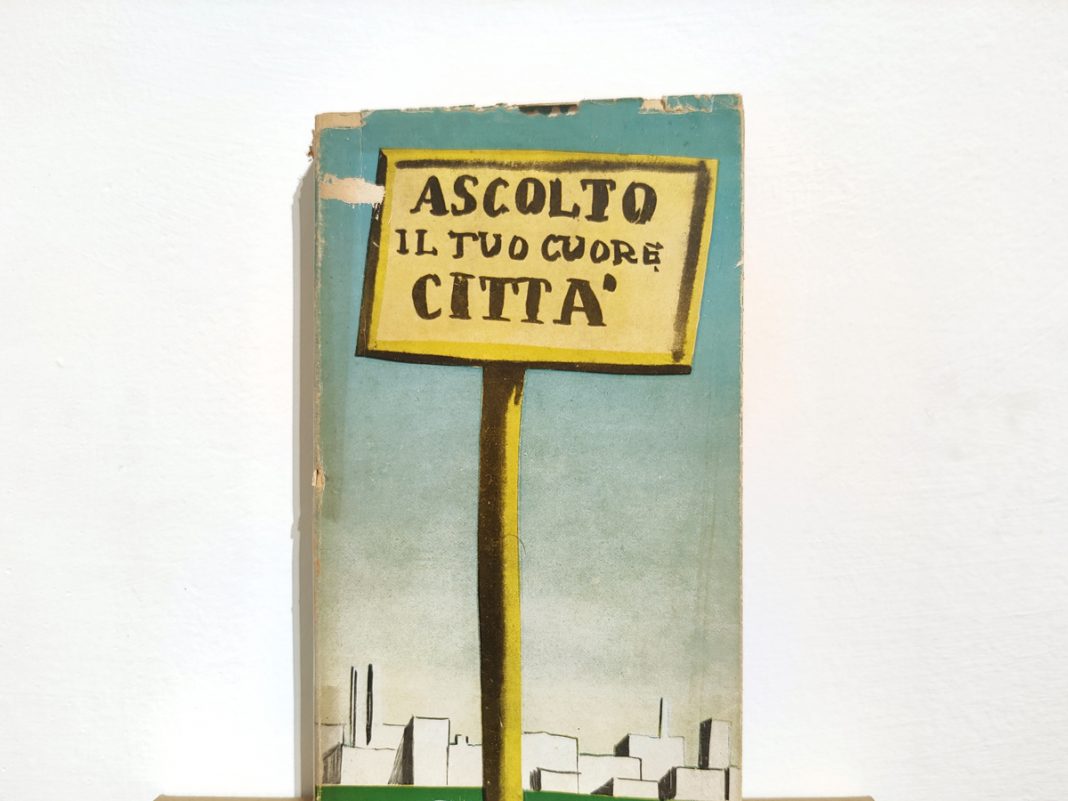 ASCOLTO
IL TUO CUORE,
CITTA'